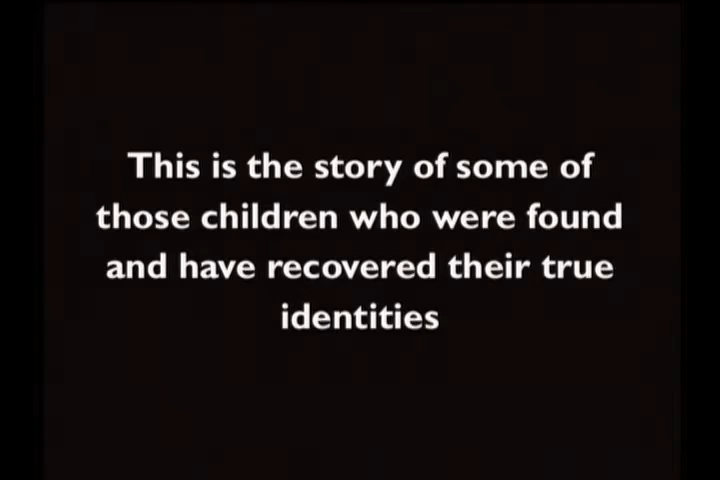 This is the story of some of
those children who were found
and have recovered their true
identities